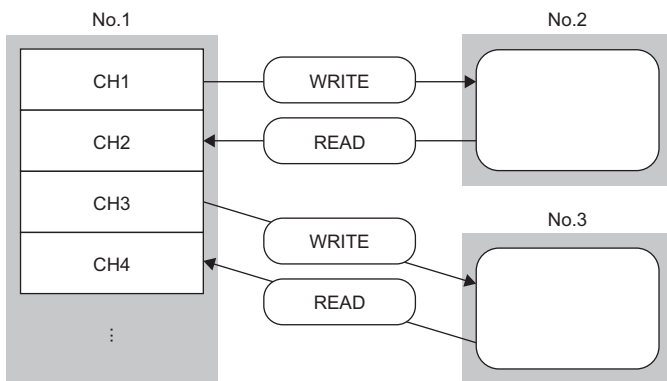 No.1
No.2
CH1
WRITE
CH2
READ
CH3
No.3
WRITE
CH4
READ
⋮